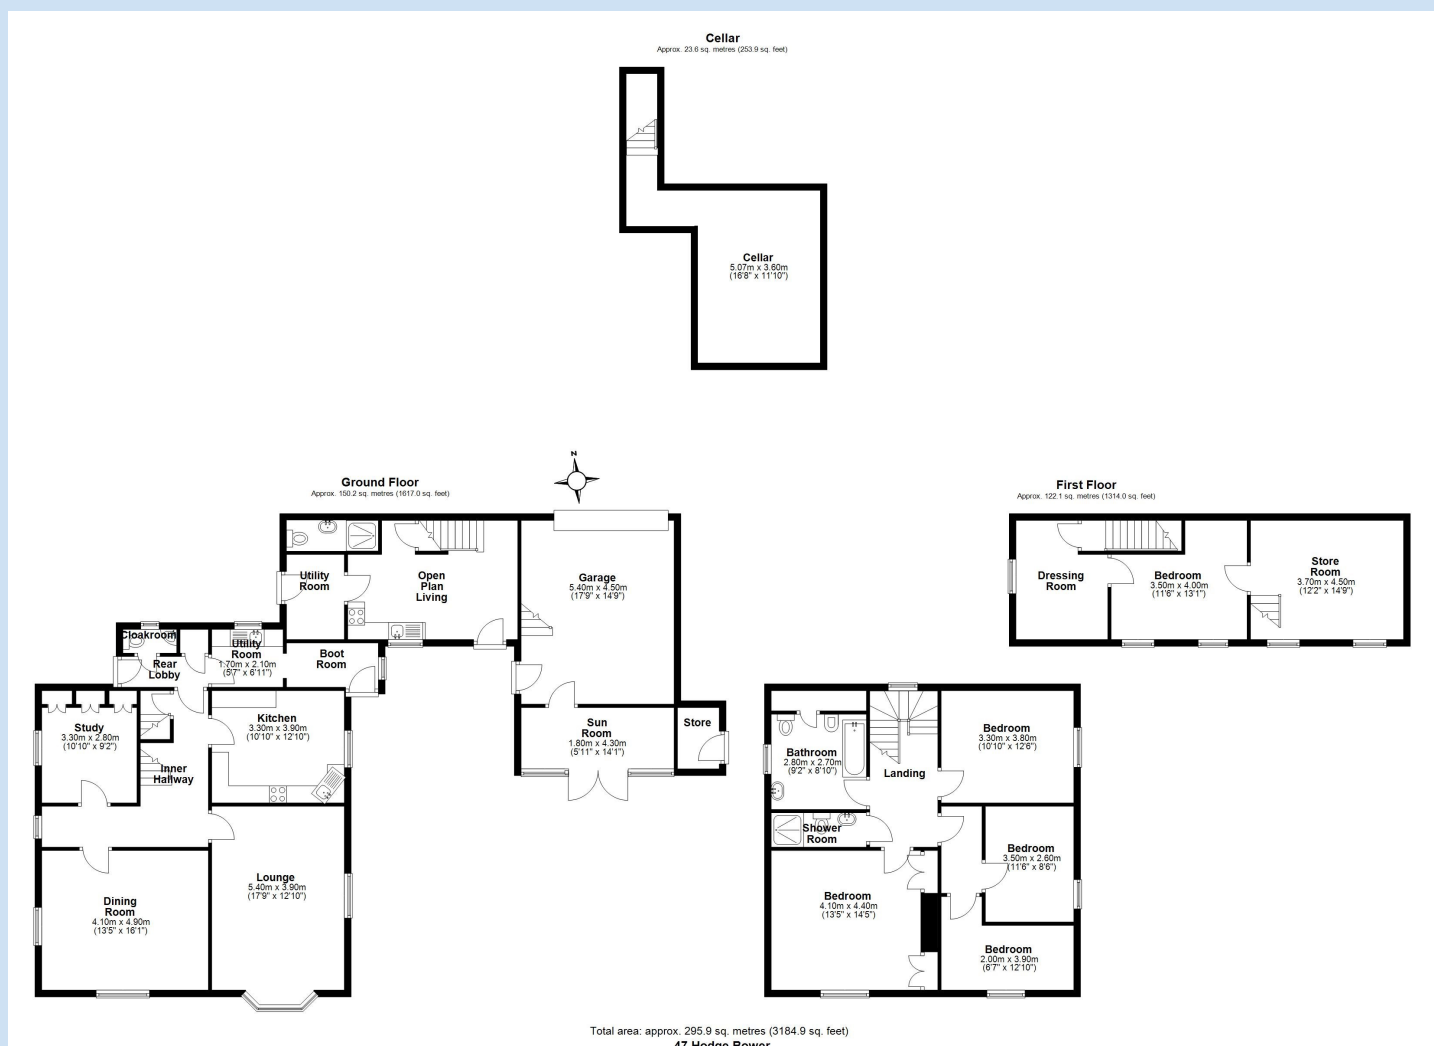 Cellar
Approx. 23.6 sq. metres (253.9 sq. feet)
Cellar
5.07m x 3.60m
(16'8" x 11'10")
N
Ground Floor
Approx. 150.2 sq. metres (1617.0 sq. feet)
Utility
Room
Open
Plan
Living
Garage
5.40m x 4.50m
(17'9" x 14'9")
Cloakroom
Rear
Lobby
Utility
Room
1.70m x 2.10m
(5'7" x 6'11")
Boot
Room
Study
3.30m x 2.80m
(10'10" x 9'2")
Kitchen
3.30m x 3.90m
(10'10" x 12'10")
Inner
Hallway
Sun
Room
1.80m x 4.30m
(5'11" x 14'1")
Store
Dining
Room
4.10m x 4.90m
(13'5" x 16'1")
Lounge
5.40m x 3.90m
(17'9" x 12'10")
First Floor
Approx. 122.1 sq. metres (1314.0 sq. feet)
Dressing
Room
Bedroom
3.50m x 4.00m
(11'6" x 13'1")
Store
Room
3.70m x 4.50m
(12'2" x 14'9")
Bathroom
2.80m x 2.70m
(9'2" x 8'10")
Landing
Bedroom
3.30m x 3.80m
(10'10" x 12'6")
Shower
Room
Bedroom
3.50m x 2.60m
(11'6" x 8'6")
Bedroom
4.10m x 4.40m
(13'5" x 14'5")
Bedroom
2.00m x 3.90m
(6'7" x 12'10")
Total area: approx. 295.9 sq. metres (3184.9 sq. feet)
47 Hodge Bower